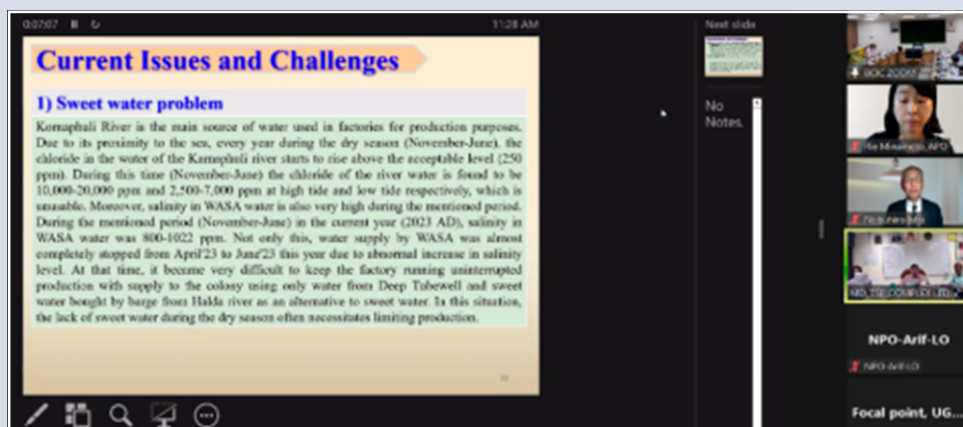 0:07:07
11:28 AM
Next slide
Current Issues and Challenges
1) Sweet water problem
Kornaphuli River is the main source of water used in factories for production purposes.
Due to its proximity to the sea, every year during the dry season (November-June), the
chloride in the water of the Karnaphuli river starts to rise above the acceptable level (250
ppm). During this time (November-June) the chloride of the river water is found to be
10,000-20,000 ppm and 2,500-7,000 ppm at high tide and low tide respectively, which is
unusable. Moreover, salinity in WASA water is also very high during the mentioned period.
During the mentioned period (November-June) in the current year (2023 AD), salinity in
WASA water was 800-1022 ppm. Not only this, water supply by WASA was almost
completely stopped from April'23 to June'23 this year due to abnormal increase in salinity
level. At that time, it became very difficult to keep the factory running uninterrupted
production with supply to the colony using only water from Deep Tubewell and sweet
water bought by barge from Halda river as an alternative to sweet water. In this situation,
the lack of sweet water during the dry season often necessitates limiting production.
No
Notes.
ZOOM
Rie Minamoto, APO
MD, TSP COMPLEX LTD
NPO-Arif-LO
NPO-Arif-LO
Focal point, UG...